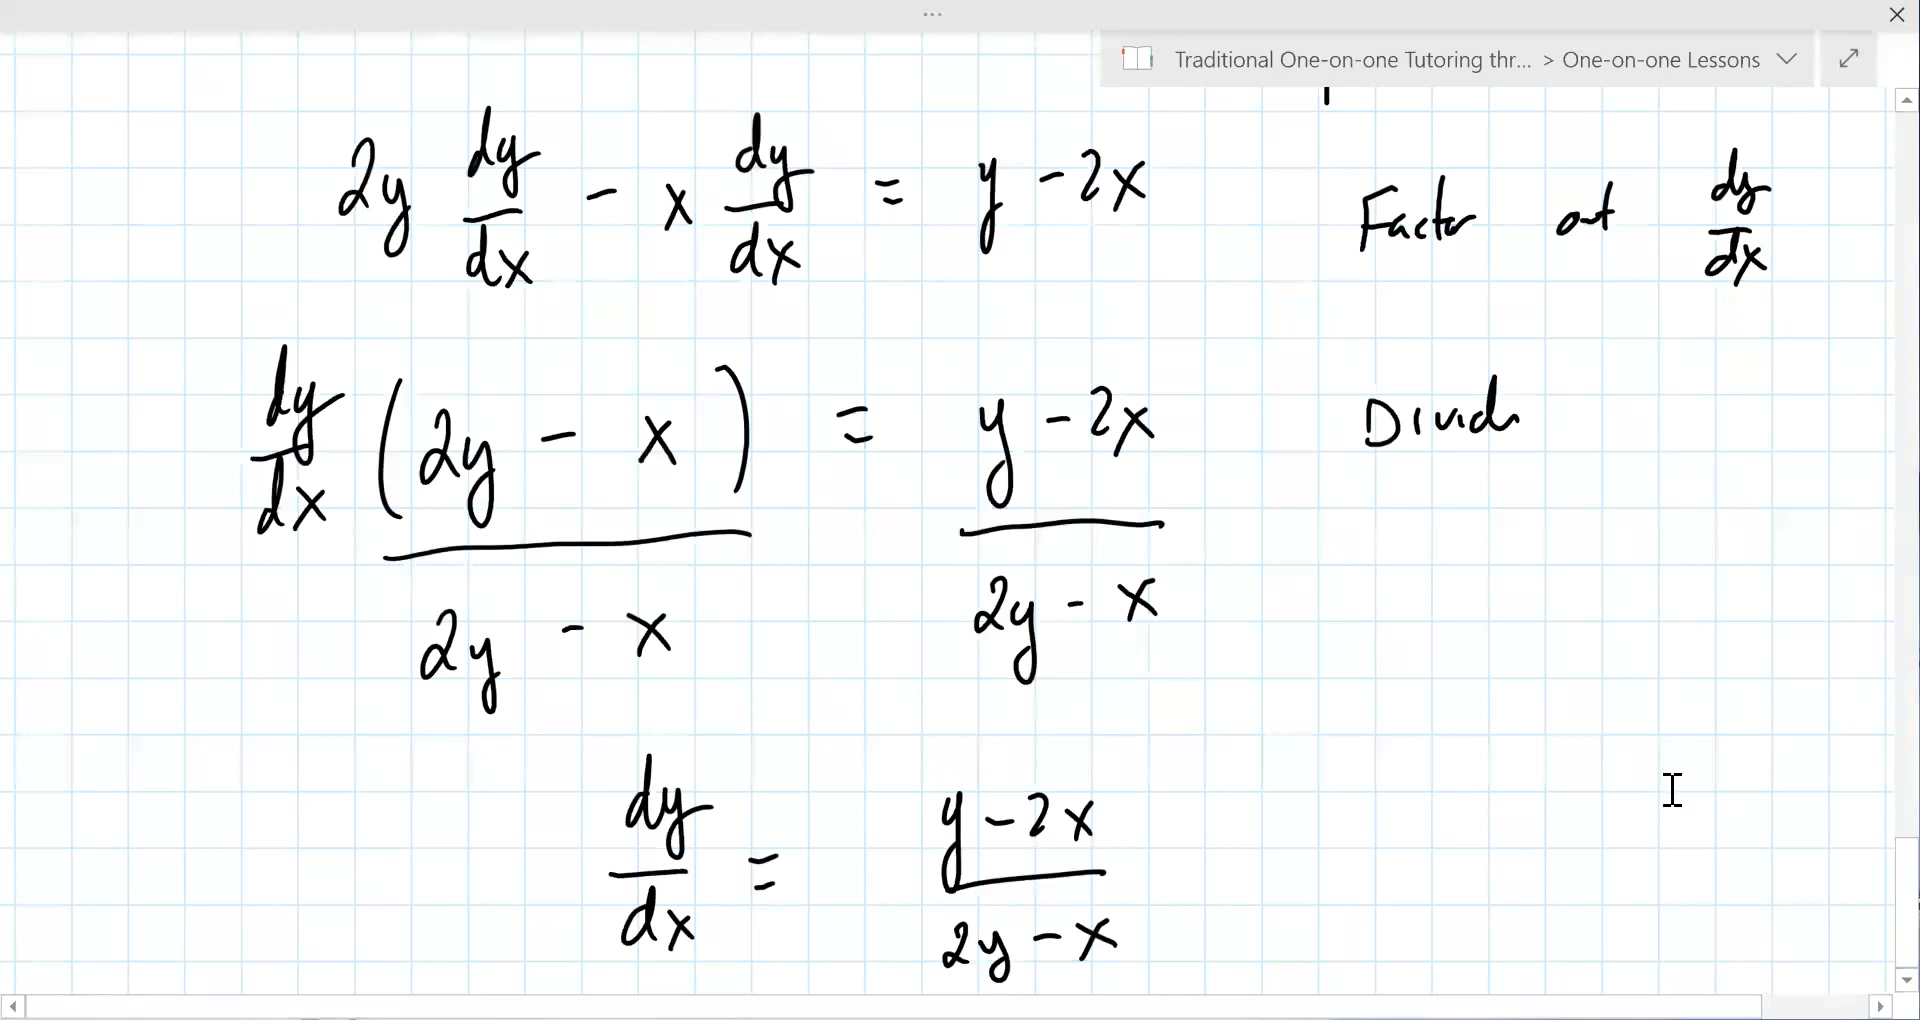 ...
Traditional One-on-one Tutoring thr... > One-on-one Lessons
2y dy/dx - x dy/dx = y - 2x Factor out dy/dx
dy/dx (2y - x) / 2y - x = y - 2x / 2y - x Divide
dy/dx = y - 2x / 2y - x